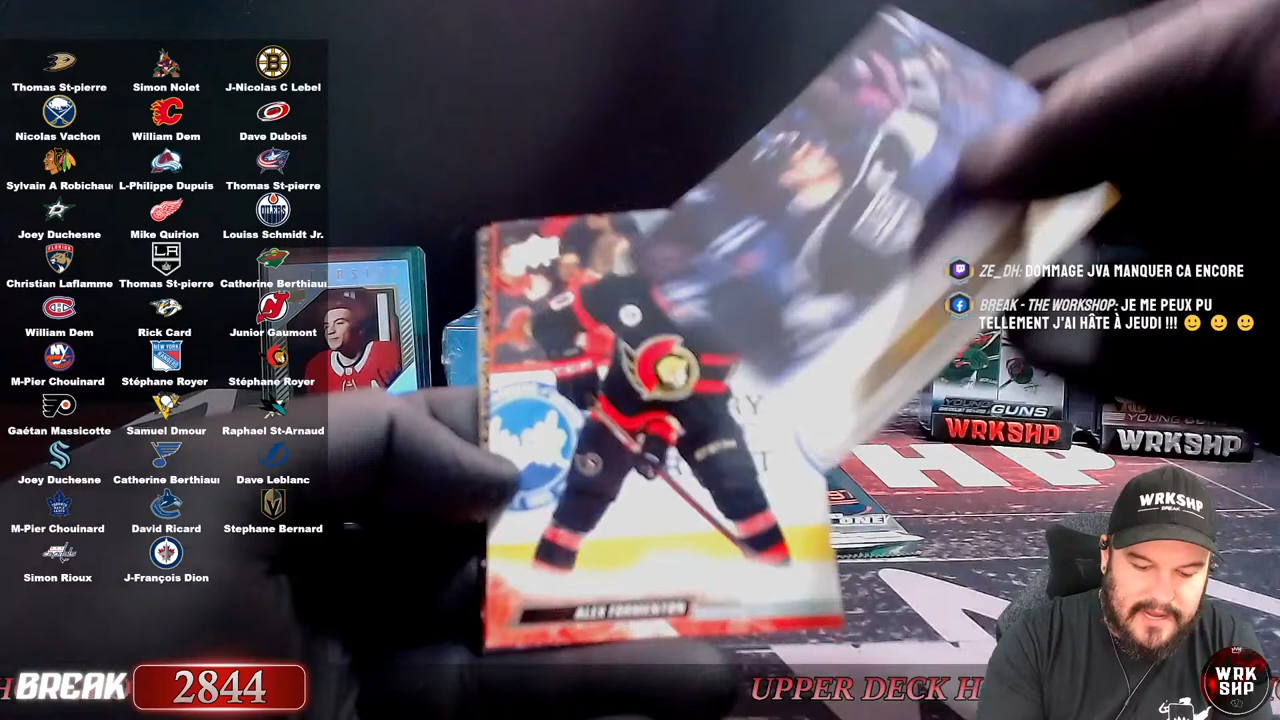 Thomas St-pierre
Simon Nolet
J-Nicolas C Lebel
Nicolas Vachon
William Dem
Dave Dubois
Sylvain A Robichau
L-Philippe Dupuis
Thomas St-pierre
Joey Duchesne
Mike Quirion
Louiss Schmidt Jr.
Christian Laflamme
Thomas St-pierre
Catherine Berthiau
William Dem
Rick Card
Junior Gaumont
M-Pier Chouinard
Stéphane Royer
Stéphane Royer
Gaétan Massicotte
Samuel Dmour
Raphael St-Arnaud
Joey Duchesne
Catherine Berthiau
Dave Leblanc
M-Pier Chouinard
David Ricard
Stephane Bernard
Simon Rioux
J-François Dion
ALEX FORMENTON
ZE_DH: DOMMAGE JVA MANQUER CA ENCORE
BREAK - THE WORKSHOP: JE ME PEUX PU
TELLEMENT J'AI HÂTE À JEUDI !!!
YOUNG GUNS
WRKSHP
YOUNG
WRKSHP
HP
WRKSHP
BREAK
BREAK 2844
UPPER DECK H
WRK
SHP